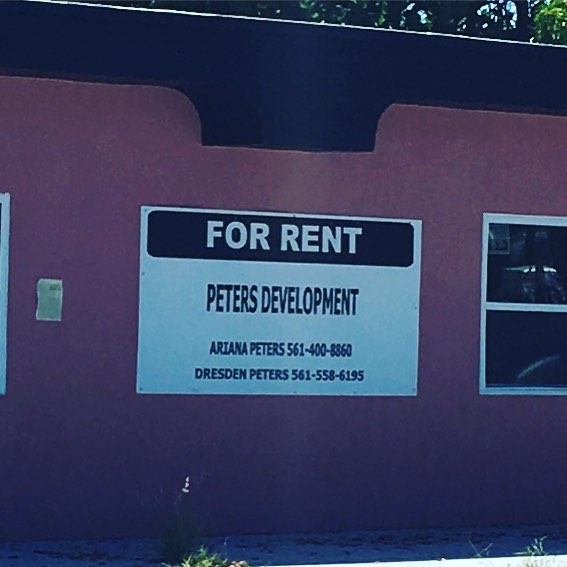 FOR RENT
PETERS DEVELOPMENT
ARIANA PETERS 561-400-8860
DRESDEN PETERS 561-558-6195